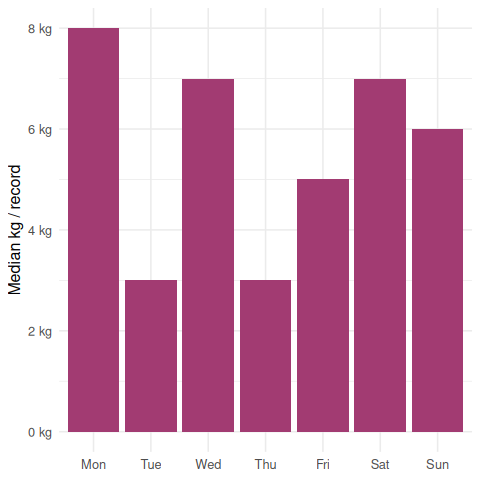 Median kg / record
8 kg
6 kg
4 kg
2 kg
0 kg
Mon Tue Wed Thu Fri Sat Sun